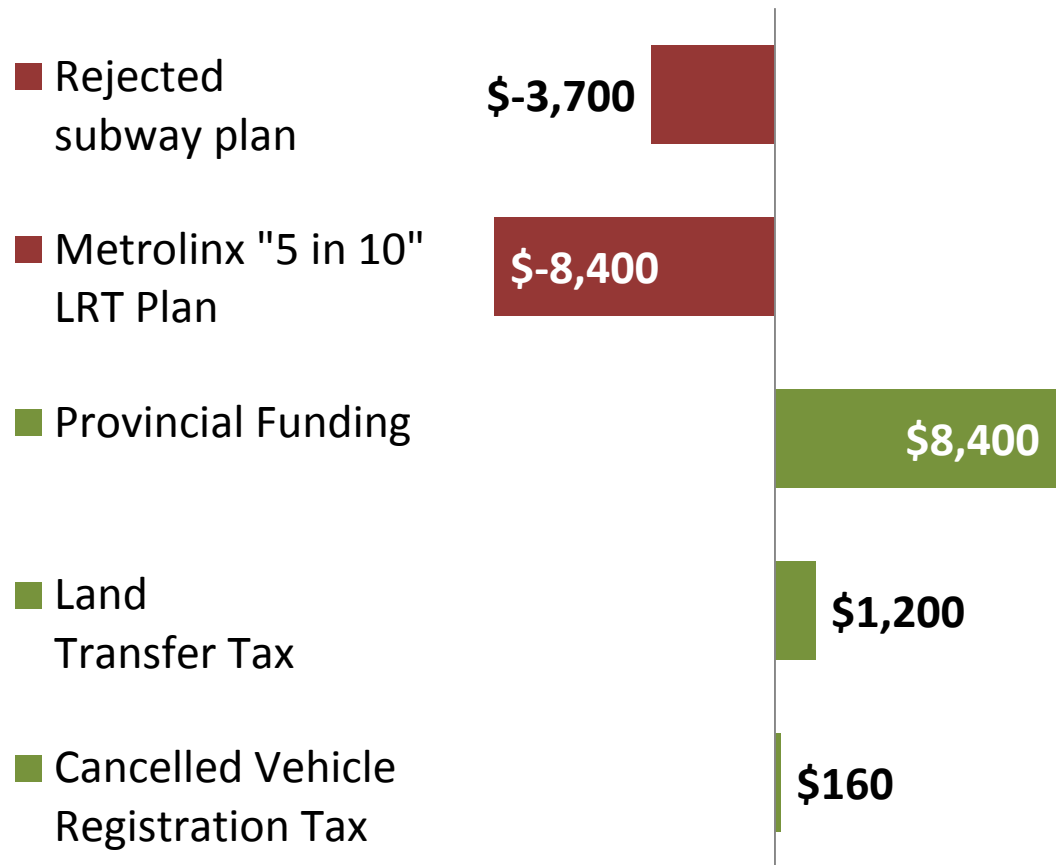 Rejected
subway plan
$-3,700
Metrolinx "5 in 10"
LRT Plan
$-8,400
Provincial Funding
$8,400
Land
Transfer Tax
$1,200
Cancelled Vehicle
Registration Tax
$160